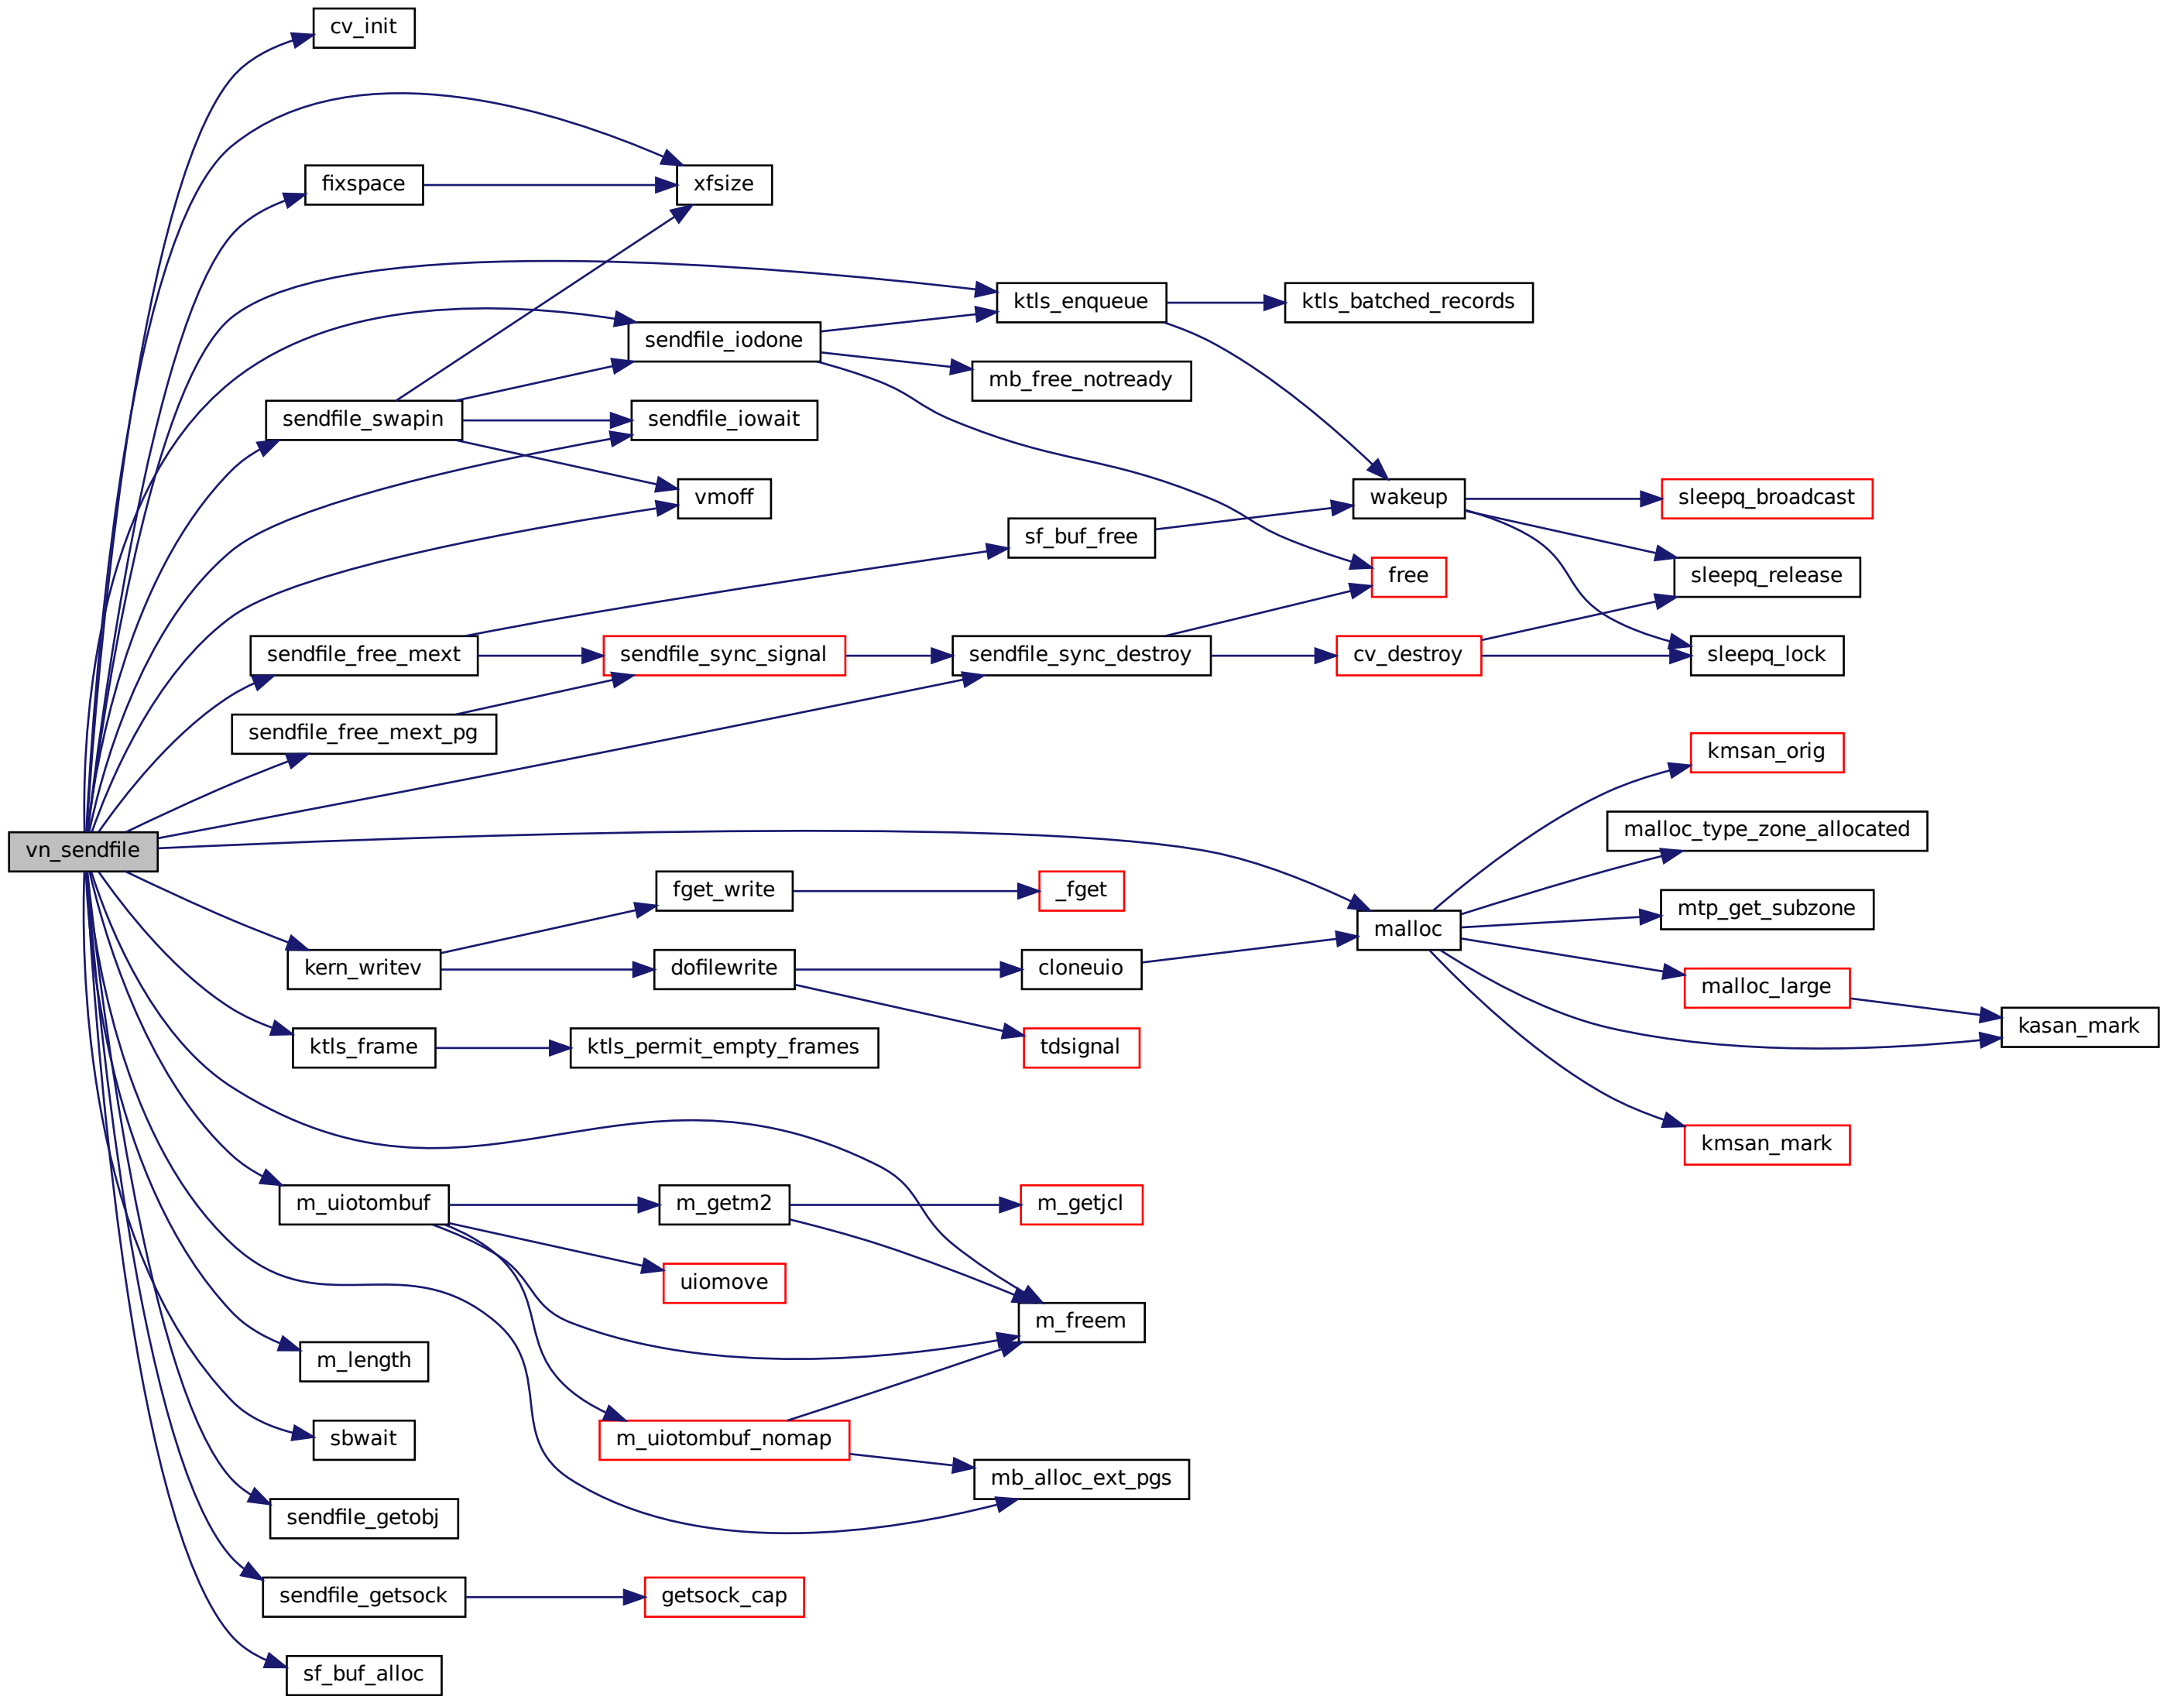 cv_init
fixspace
xfsize
ktls_enqueue
ktls_batched_records
sendfile_iodone
mb_free_notready
sendfile_swapin
sendfile_iowait
vmoff
wakeup
sleepq_broadcast
sf_buf_free
free
sleepq_release
sendfile_free_mext
sendfile_sync_signal
sendfile_sync_destroy
cv_destroy
sleepq_lock
sendfile_free_mext_pg
kmsan_orig
malloc_type_zone_allocated
vn_sendfile
fget_write
_fget
mtp_get_subzone
malloc
kern_writev
dofilewrite
cloneuio
malloc_large
kasan_mark
ktls_frame
ktls_permit_empty_frames
tdsignal
kmsan_mark
m_uiotombuf
m_getm2
m_getjcl
uiomove
m_freem
m_length
sbwait
m_uiotombuf_nomap
mb_alloc_ext_pgs
sendfile_getobj
sendfile_getsock
getsock_cap
sf_buf_alloc